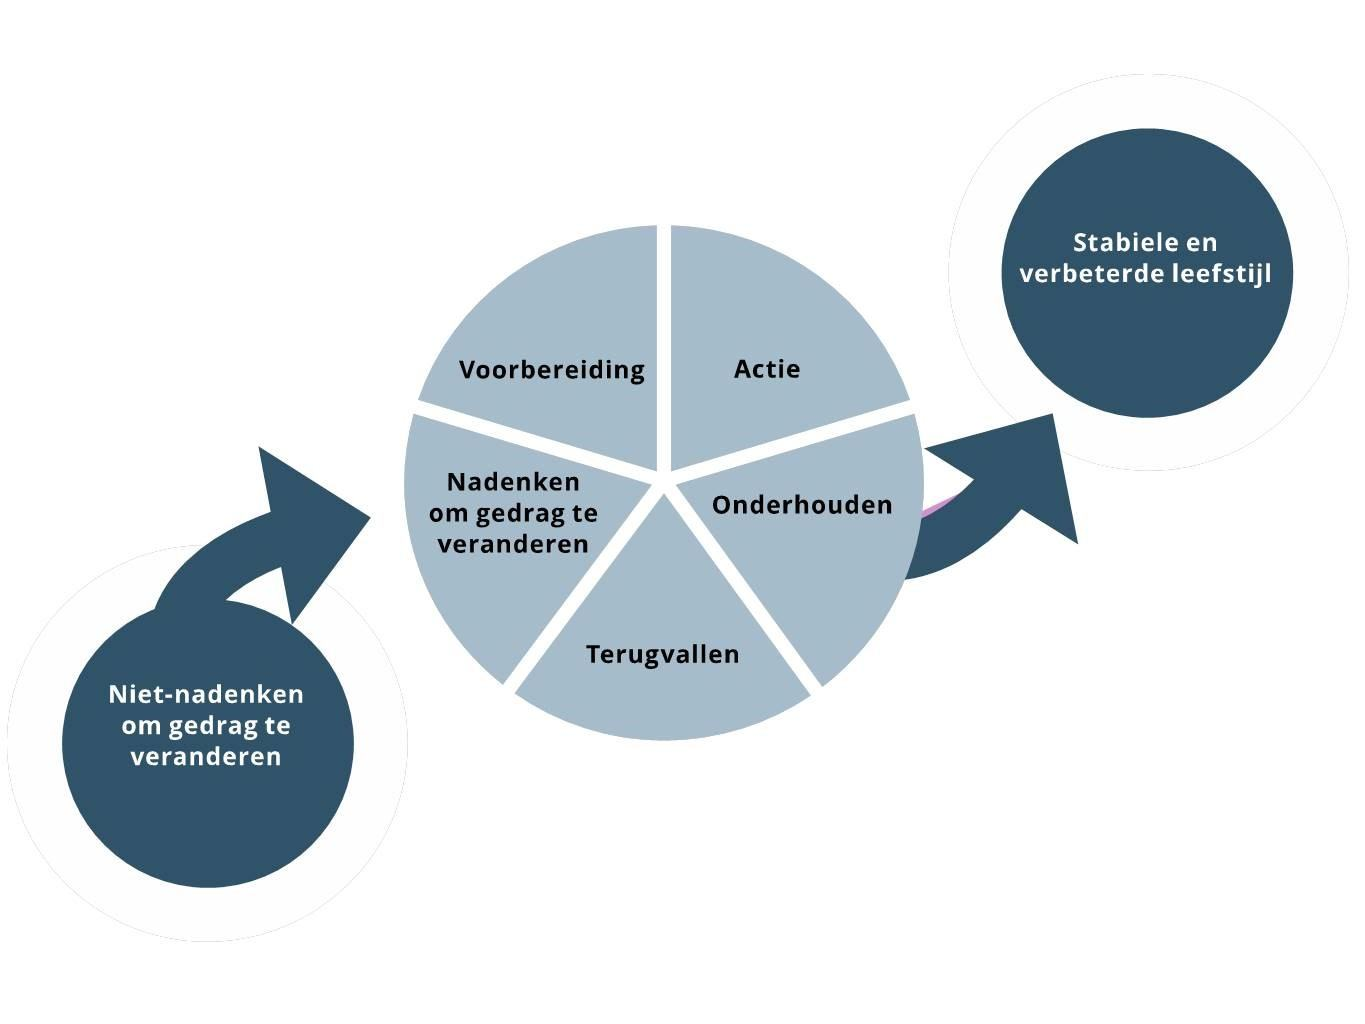 Stabiele en
verbeterde leefstijl
Voorbereiding
Actie
Nadenken
om gedrag te
veranderen
Onderhouden
Terugvallen
Niet-nadenken
om gedrag te
veranderen